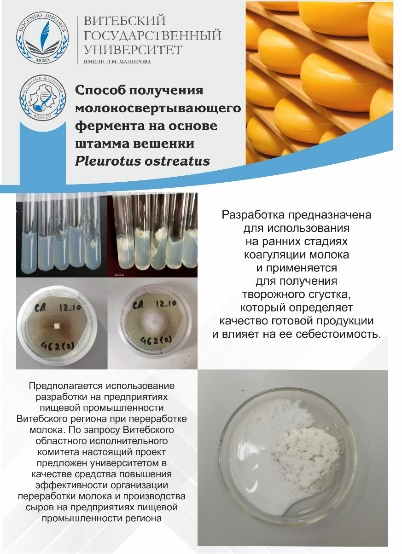 ВИТЕБСКИЙ
ГОСУДАРСТВЕННЫЙ
УНИВЕРСИТЕТ
ИМЕНИ П.М. МАШЕРОВА
Способ получения
молокосвертывающего
фермента на основе
штамма вешенки
Pleurotus ostreatus
Разработка предназначена
для использования
на ранних стадиях
коагуляции молока
и применяется
для получения
творожного сгустка,
который определяет
качество готовой продукции
и влияет на ее себестоимость.
СА 12.10
СА 12.10
Предполагается использование
разработки на предприятиях
пищевой промышленности
Витебского региона при переработке
молока. По запросу Витебского
областного исполнительного
комитета настоящий проект
предложен университетом в
качестве средства повышения
эффективности организации
переработки молока и производства
сыров на предприятиях пищевой
промышленности региона